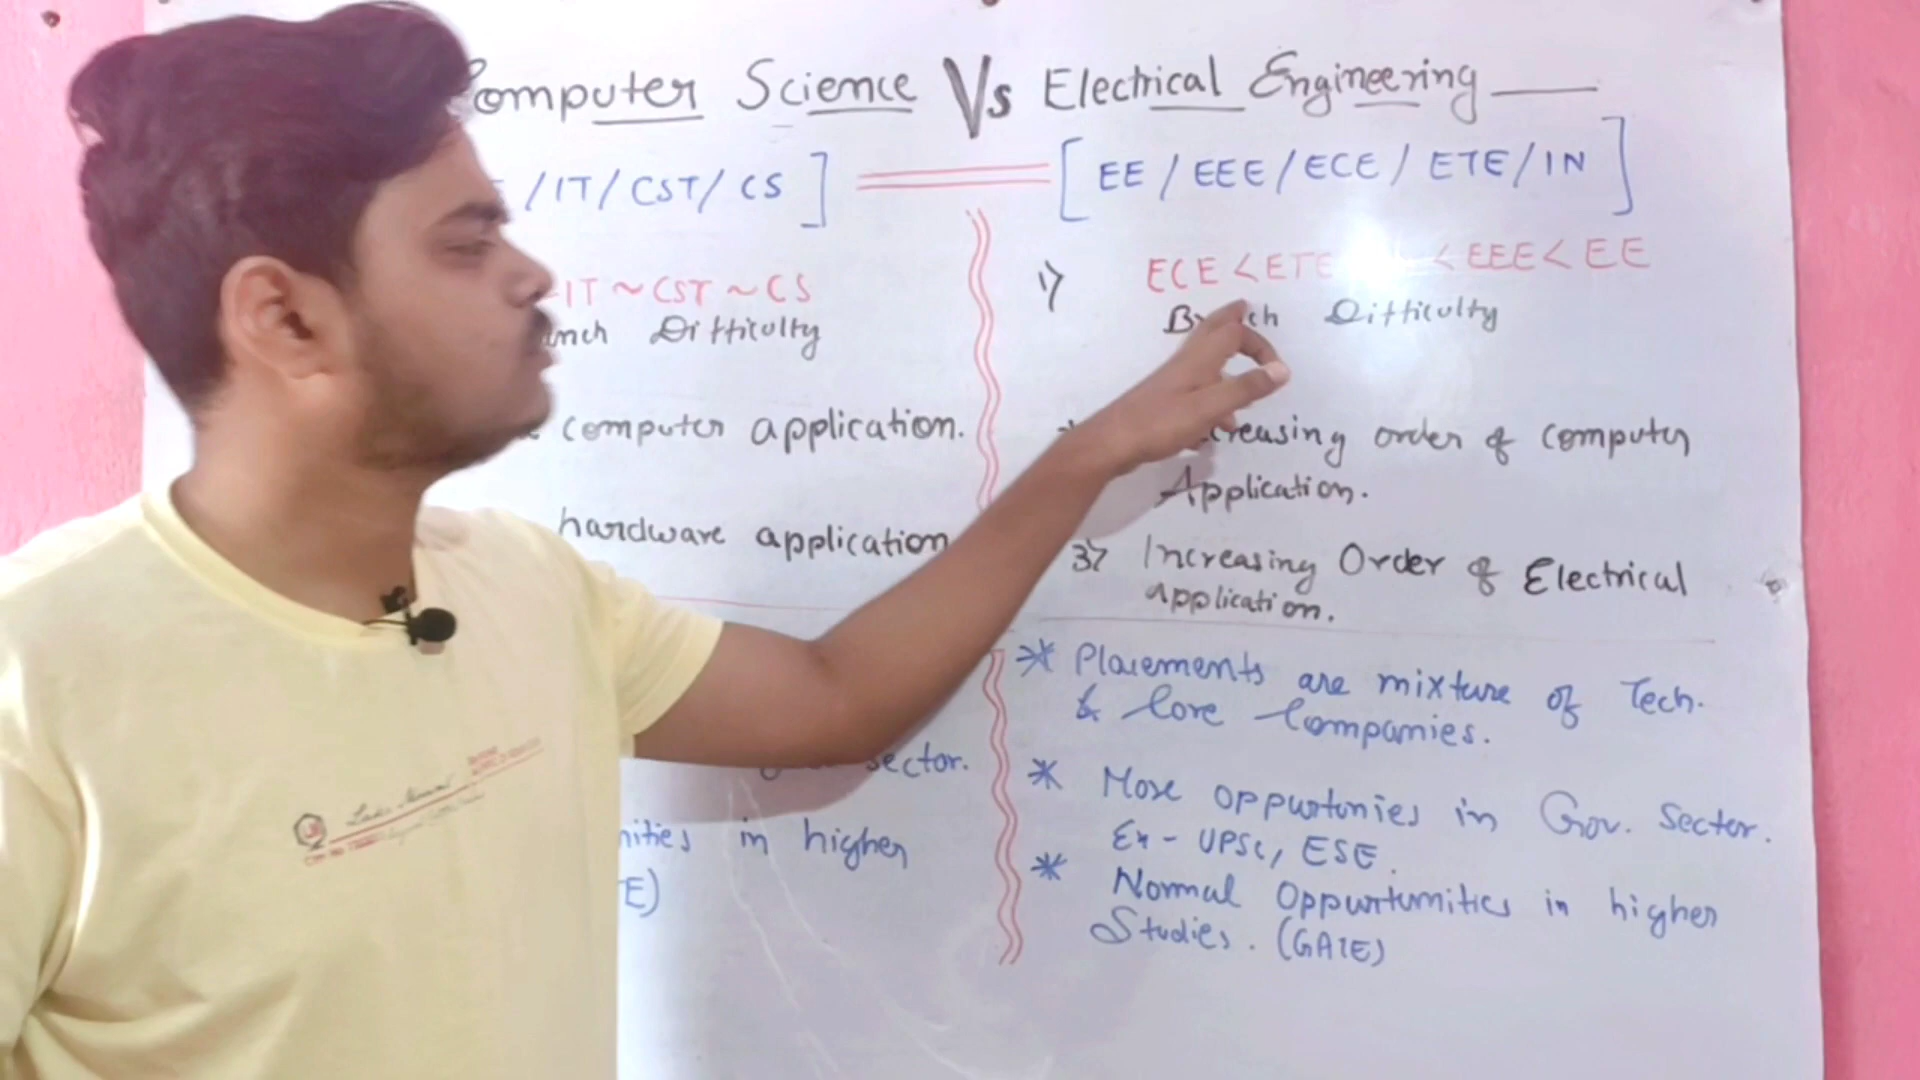 omputer Science Vs Electrical Engineering
/IT/ CST/ CS ] [ EE / EEE / ECE / ETE / IN ]
IT ~ CST ~ CS
Difficulty
computer application.
hardware application
sector.
nities in higher
E)
1) ECE < ETE < EEE < EE
Difficulty
order of computer
Application.
3) Increasing Order of Electrical
application.
* Placements are mixture of Tech.
& Core Companies.
* More oppurtonies in Gov. Sector.
Ex - UPSC, ESE.
* Normal Oppurtunities in higher
Studies. (GATE)